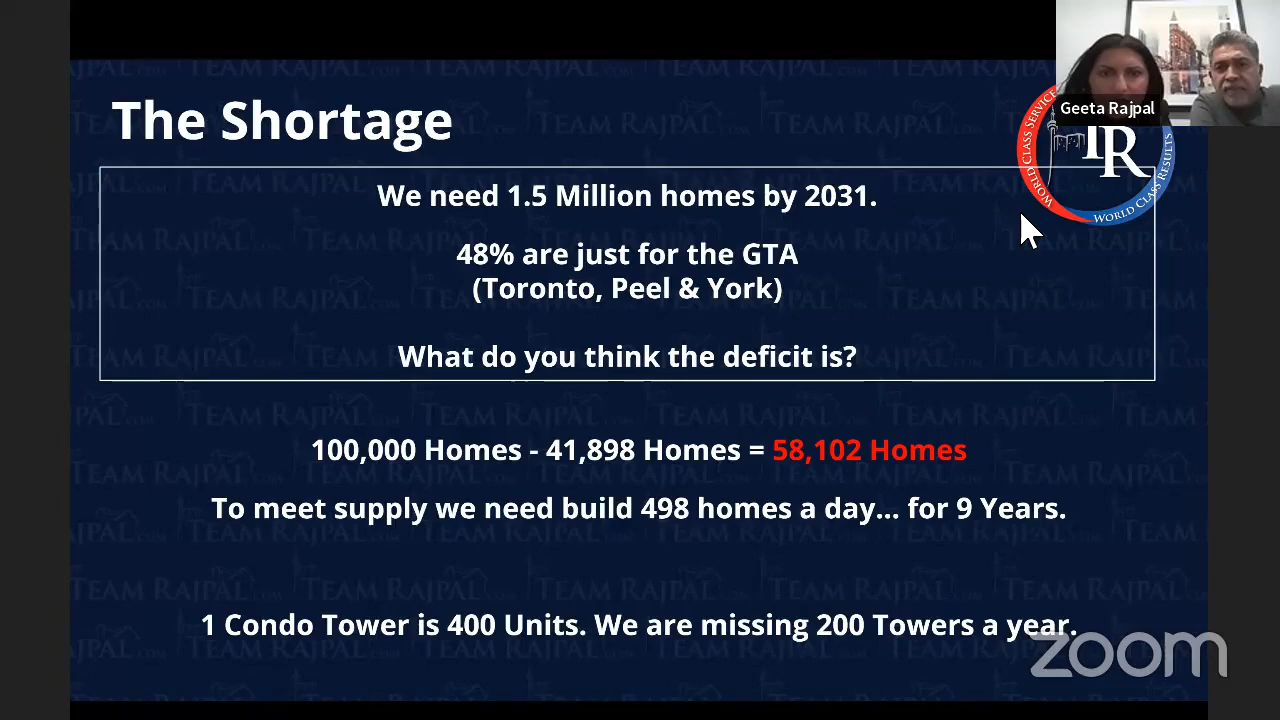 The Shortage
Geeta Rajpal
WORLD CLASS SERVICE
R
WORLD CLASS RESULTS
We need 1.5 Million homes by 2031.
48% are just for the GTA
(Toronto, Peel & York)
What do you think the deficit is?
100,000 Homes - 41,898 Homes = 58,102 Homes
To meet supply we need build 498 homes a day... for 9 Years.
1 Condo Tower is 400 Units. We are missing 200 Towers a year.
zoom
TEAM RAJPAL.COM